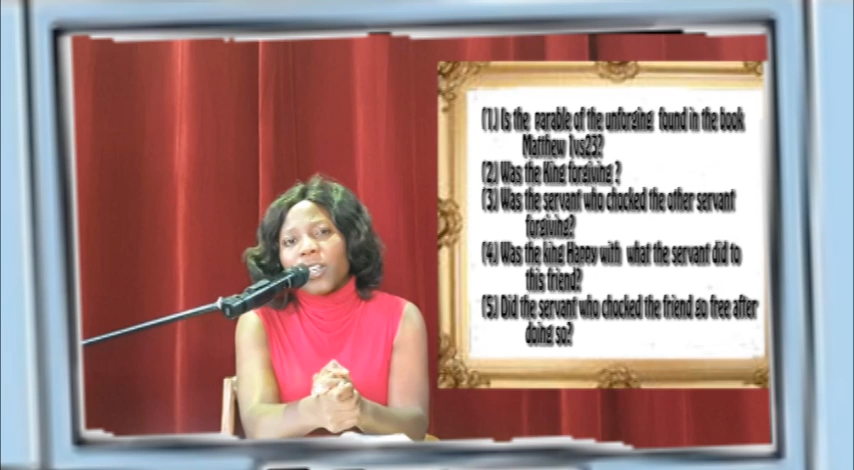 (1.) Is the parable of the unforging found in the book
Matthew 1vs23?
(2.) Was the King forgiving ?
(3.) Was the servant who chocked the other servant
forgiving?
(4.) Was the king Happy with what the servant did to
this friend?
(5.) Did the servant who chocked the friend go free after
doing so?